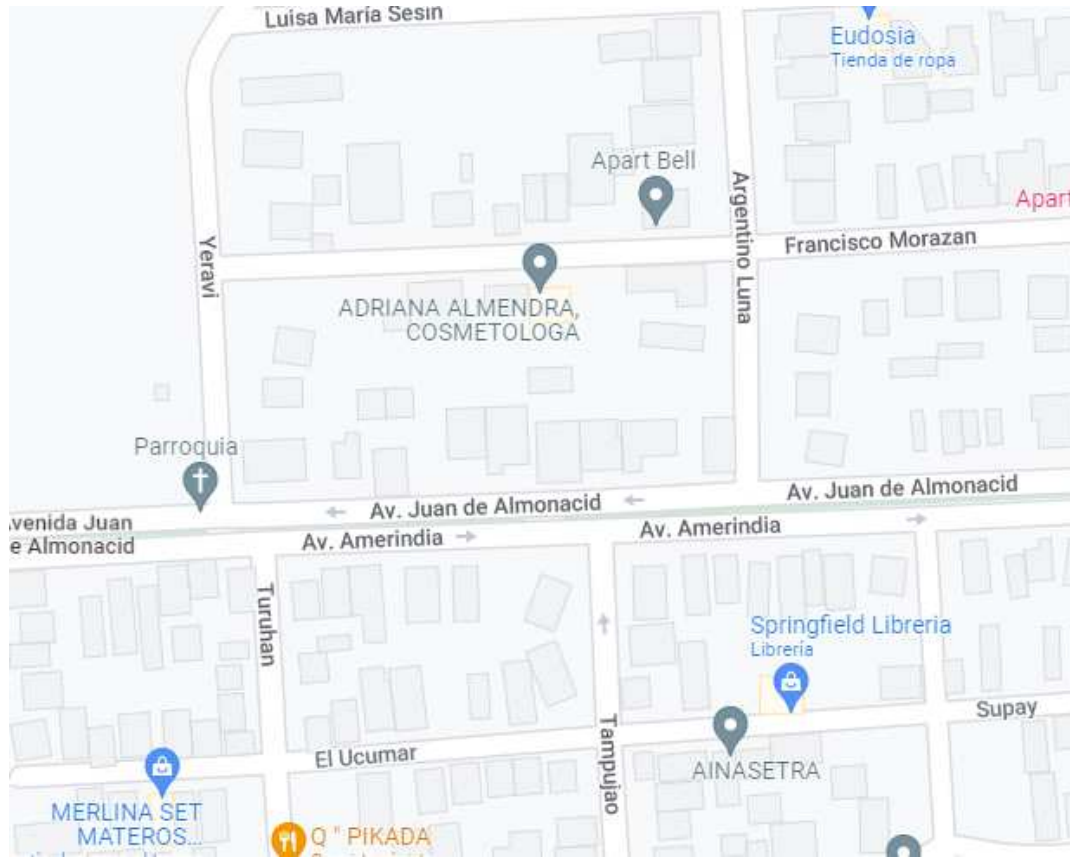 Luisa María Sesin
Eudosia
Tienda de ropa
Apart Bell
Argentino Luna
Apart
Francisco Morazan
Yeravi
ADRIANA ALMENDRA,
COSMETOLOGA
Parroquia
Av. Juan de Almonacid
Av. Juan de Almonacid
venida Juan
e Almonacid
Av. Amerindia
Av. Amerindia
Turuhan
Springfield Libreria
Librería
Supay
Tampujao
El Ucumar
AINASETRA
MERLINA SET
MATEROS...
Q " PIKADA